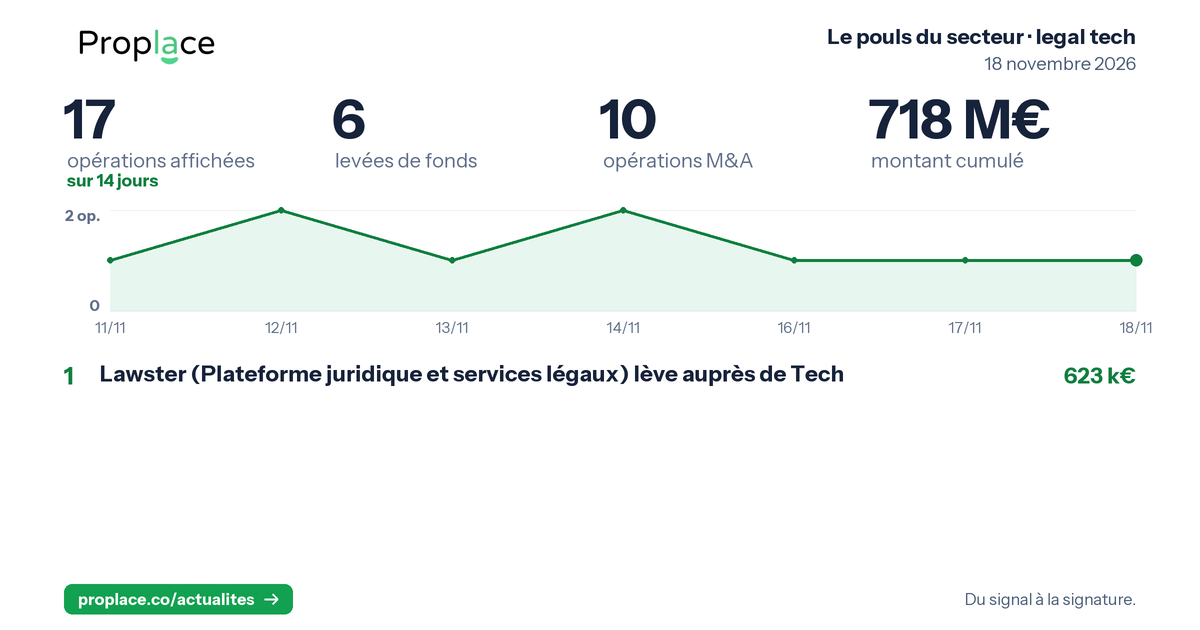 Proplace
Le pouls du secteur · legal tech
18 novembre 2026
17
opérations affichées
sur 14 jours
6
levées de fonds
10
opérations M&A
718 M€
montant cumulé
2 op.
0
11/11
12/11
13/11
14/11
16/11
17/11
18/11
1 Lawster (Plateforme juridique et services légaux) lève auprès de Tech 623 k€
proplace.co/actualites →
Du signal à la signature.